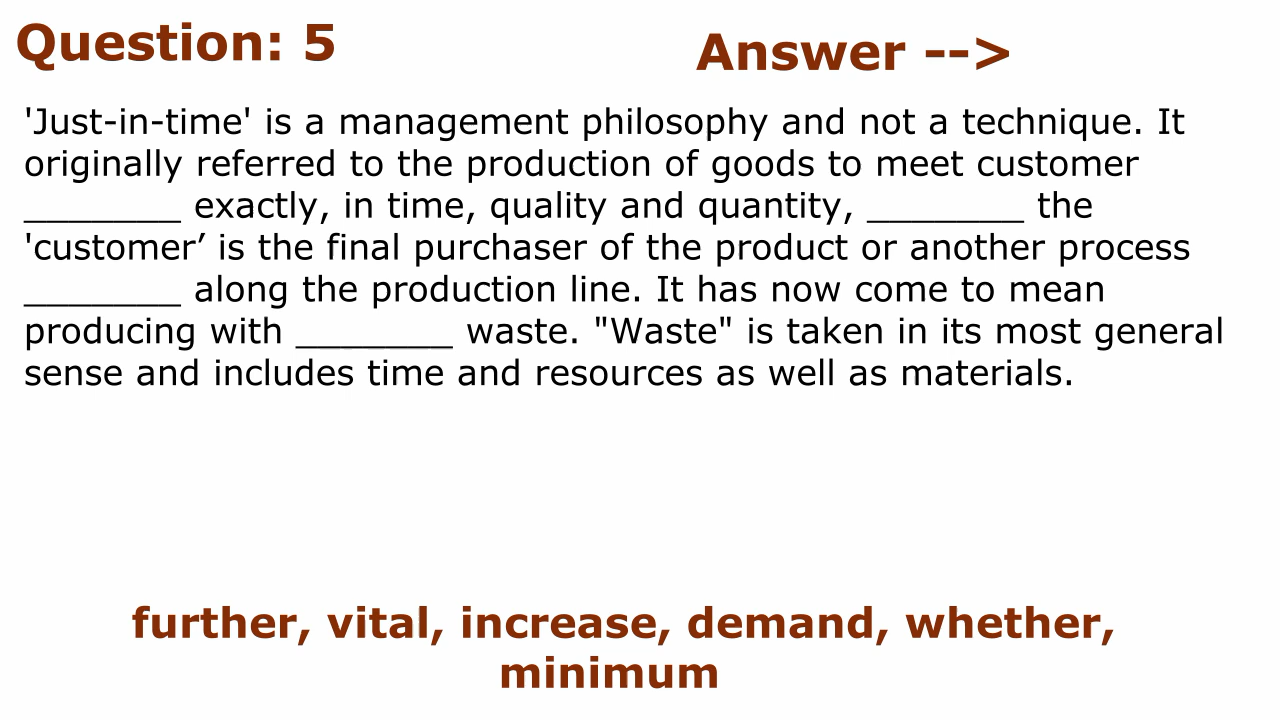 Question: 5
Answer -->
'Just-in-time' is a management philosophy and not a technique. It
originally referred to the production of goods to meet customer
_______ exactly, in time, quality and quantity, _______ the
'customer’ is the final purchaser of the product or another process
_______ along the production line. It has now come to mean
producing with _______ waste. "Waste" is taken in its most general
sense and includes time and resources as well as materials.
further, vital, increase, demand, whether,
minimum